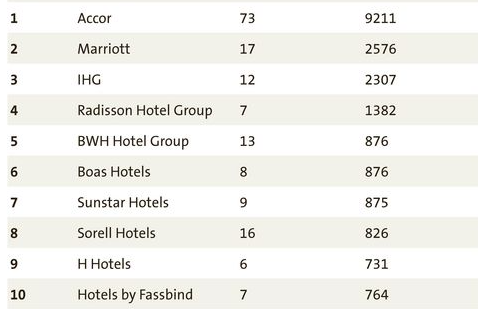 1 Accor 73 9211
2 Marriott 17 2576
3 IHG 12 2307
4 Radisson Hotel Group 7 1382
5 BWH Hotel Group 13 876
6 Boas Hotels 8 876
7 Sunstar Hotels 9 875
8 Sorell Hotels 16 826
9 H Hotels 6 731
10 Hotels by Fassbind 7 764